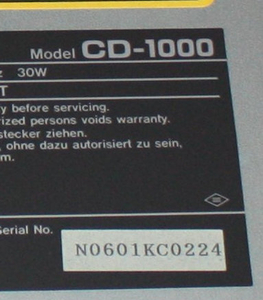 Model CD-1000
z 30W
T
y before servicing.
rized persons voids warranty.
stecker ziehen.
, ohne dazu autorisiert zu sein,
m.
Serial No.
N0601KC0224